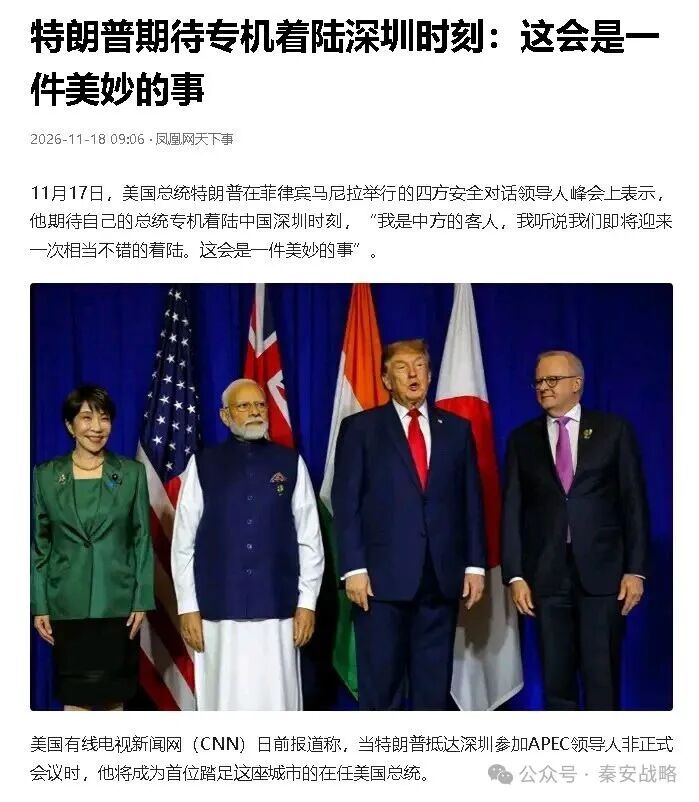 特朗普期待专机着陆深圳时刻：这会是一
件美妙的事
2026-11-18 09:06 · 凤凰网天下事
11月17日，美国总统特朗普在菲律宾马尼拉举行的四方安全对话领导人峰会上表示，
他期待自己的总统专机着陆中国深圳时刻，“我是中方的客人，我听说我们即将迎来
一次相当不错的着陆。这会是一件美妙的事”。
美国有线电视新闻网（CNN）日前报道称，当特朗普抵达深圳参加APEC领导人非正式
会议时，他将成为首位踏足这座城市的在任美国总统。
公众号 · 秦安战略